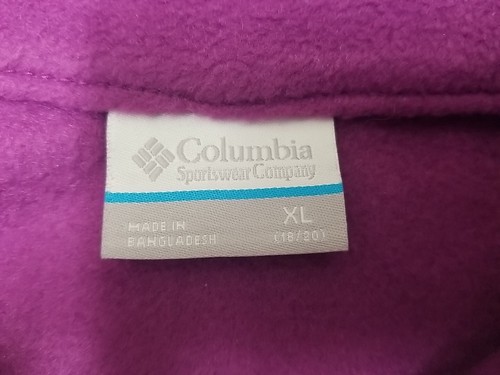 Columbia
Sportswear Company
XL
MADE IN
BANGLADESH
(18/20)